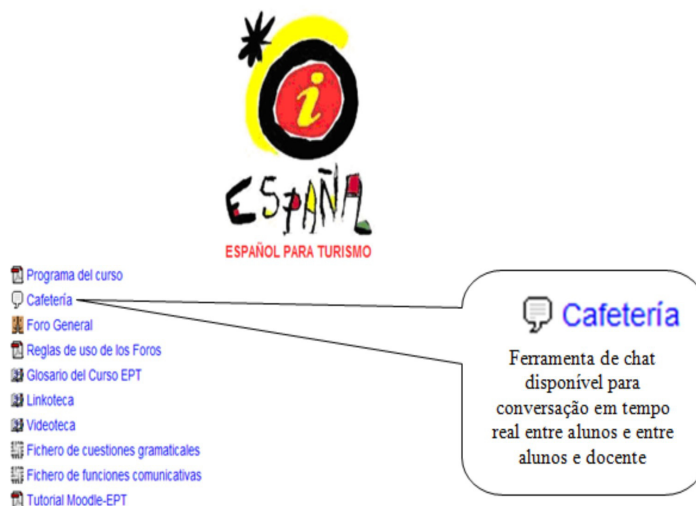 i
ESPAÑA
ESPAÑOL PARA TURISMO
Programa del curso
Cafetería
Foro General
Reglas de uso de los Foros
Glosario del Curso EPT
Linkoteca
Videoteca
Fichero de cuestiones gramaticales
Fichero de funciones comunicativas
Tutorial Moodle-EPT
Cafetería
Ferramenta de chat
disponível para
conversação em tempo
real entre alunos e entre
alunos e docente